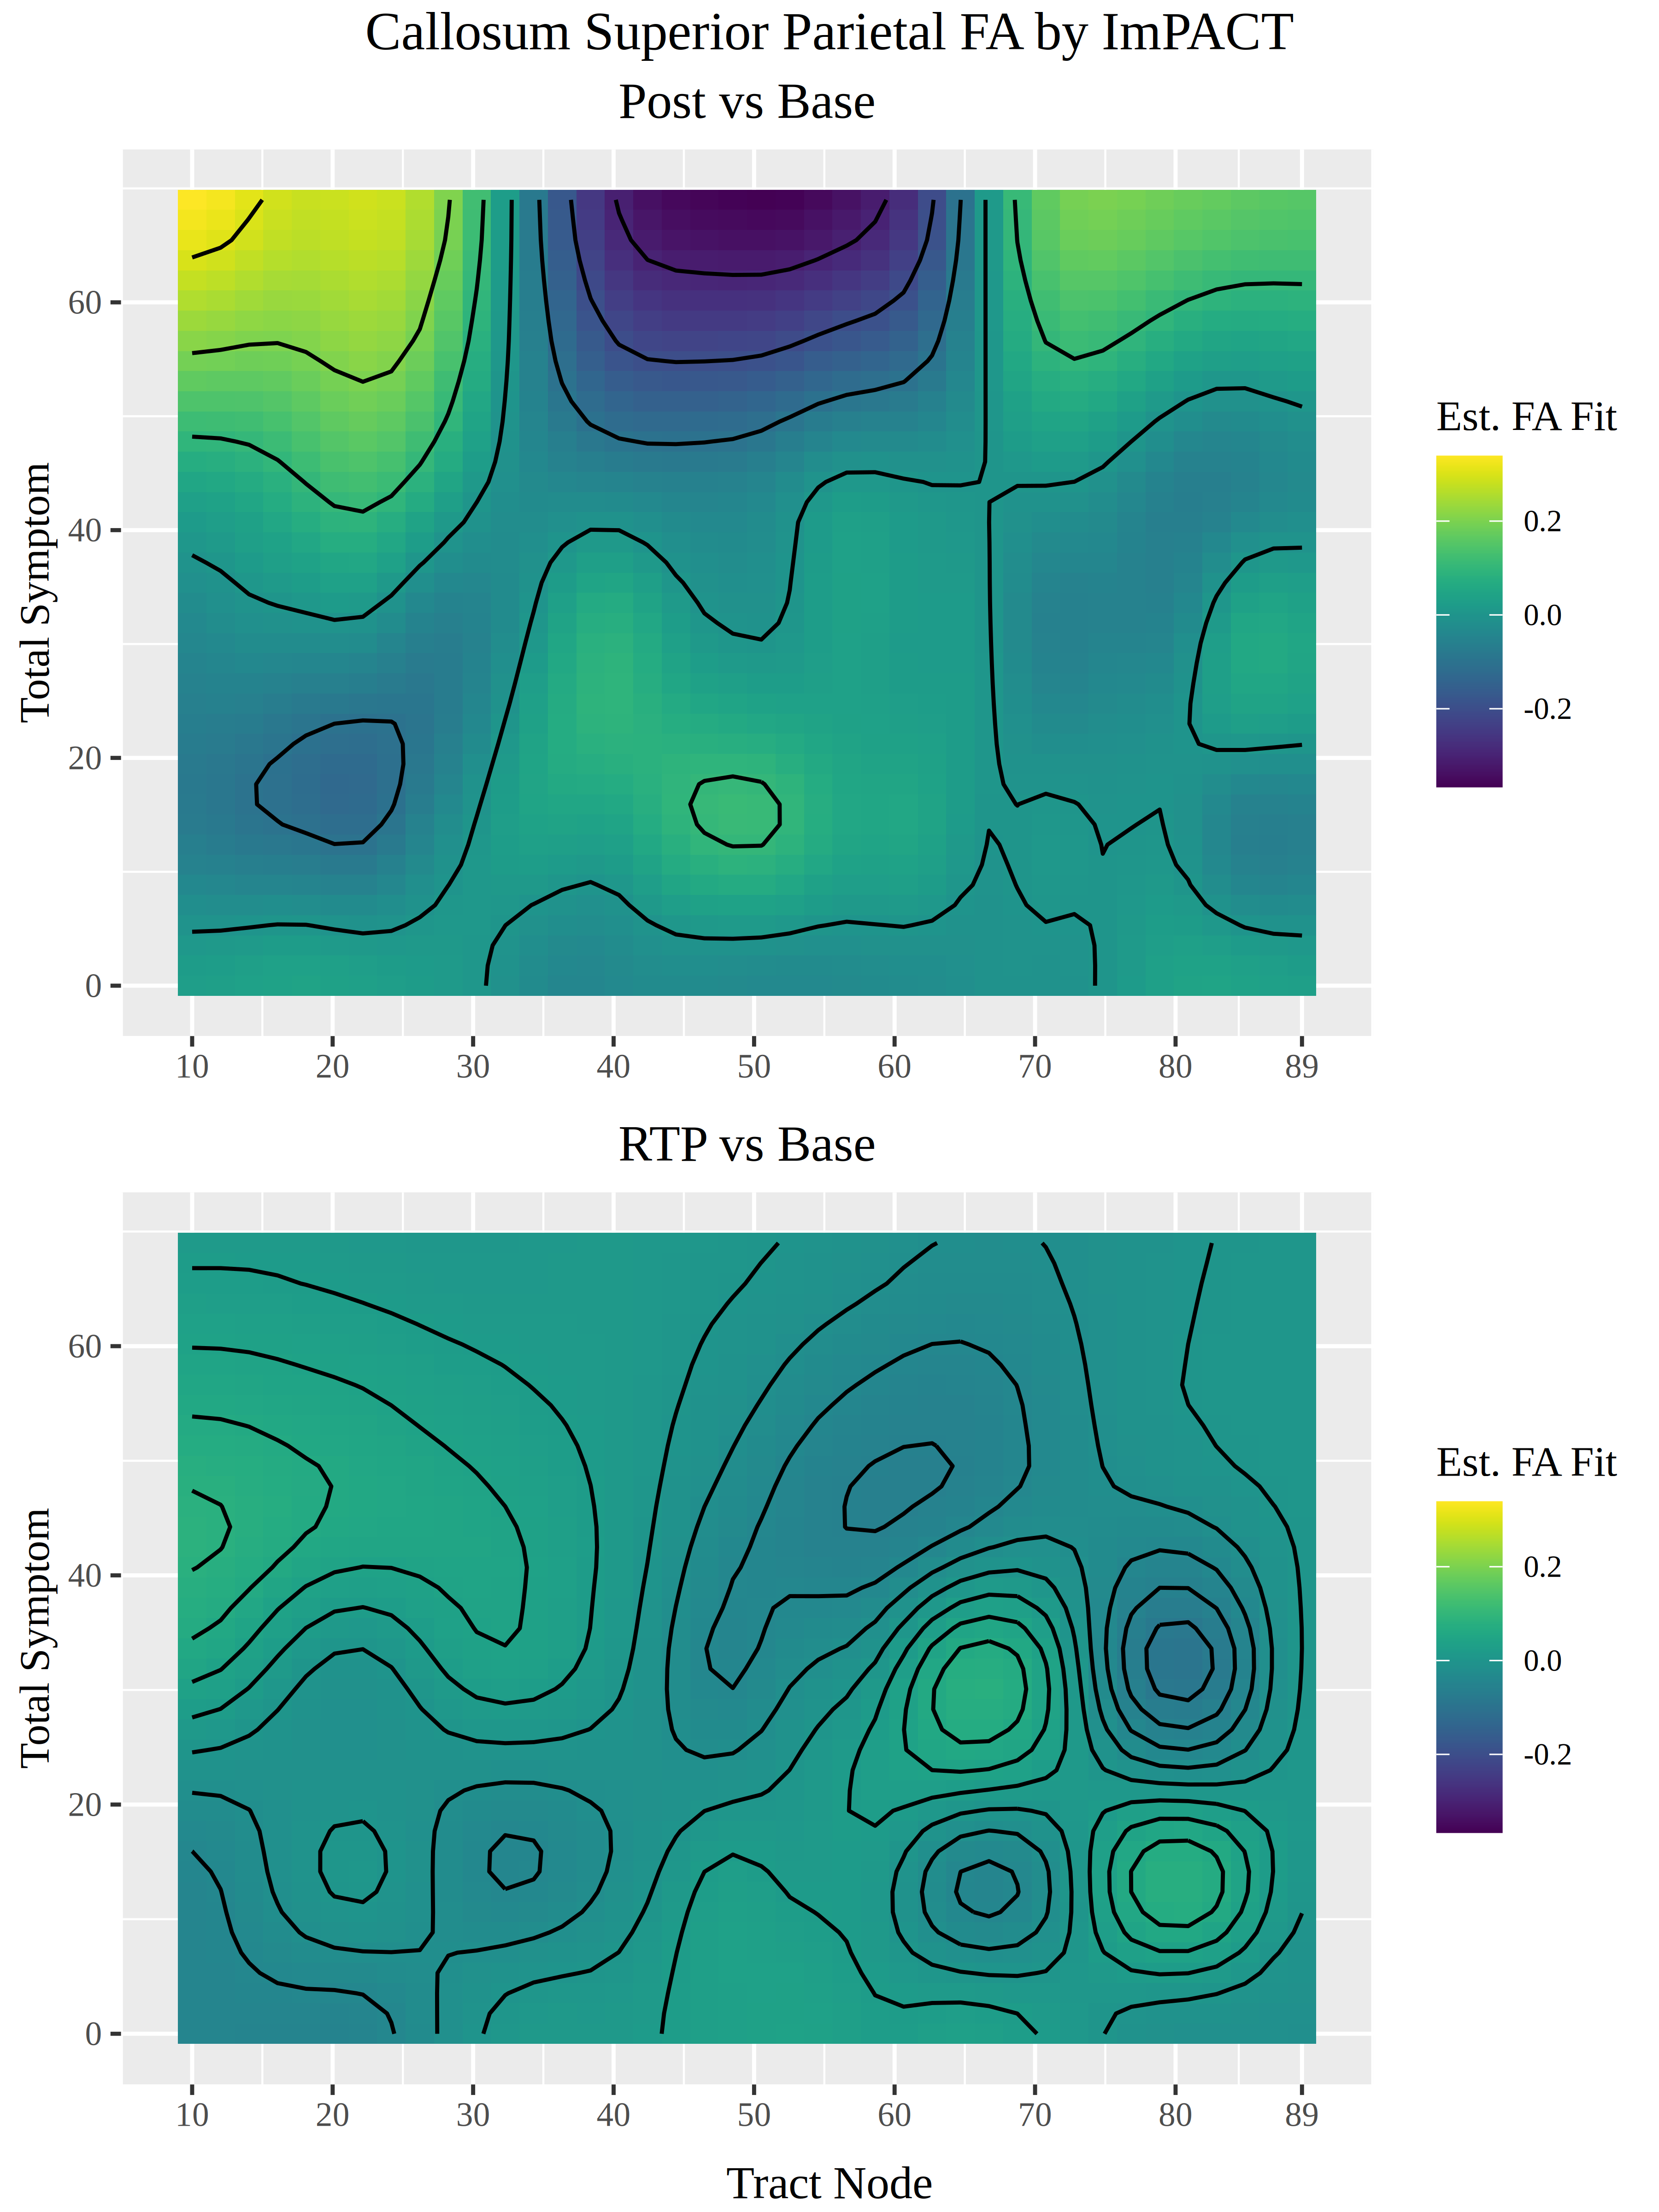 Callosum Superior Parietal FA by ImPACT
Post vs Base
Total Symptom
60
40
20
0
10 20 30 40 50 60 70 80 89
Est. FA Fit
0.2
0.0
-0.2
RTP vs Base
Total Symptom
60
40
20
0
10 20 30 40 50 60 70 80 89
Est. FA Fit
0.2
0.0
-0.2
Tract Node